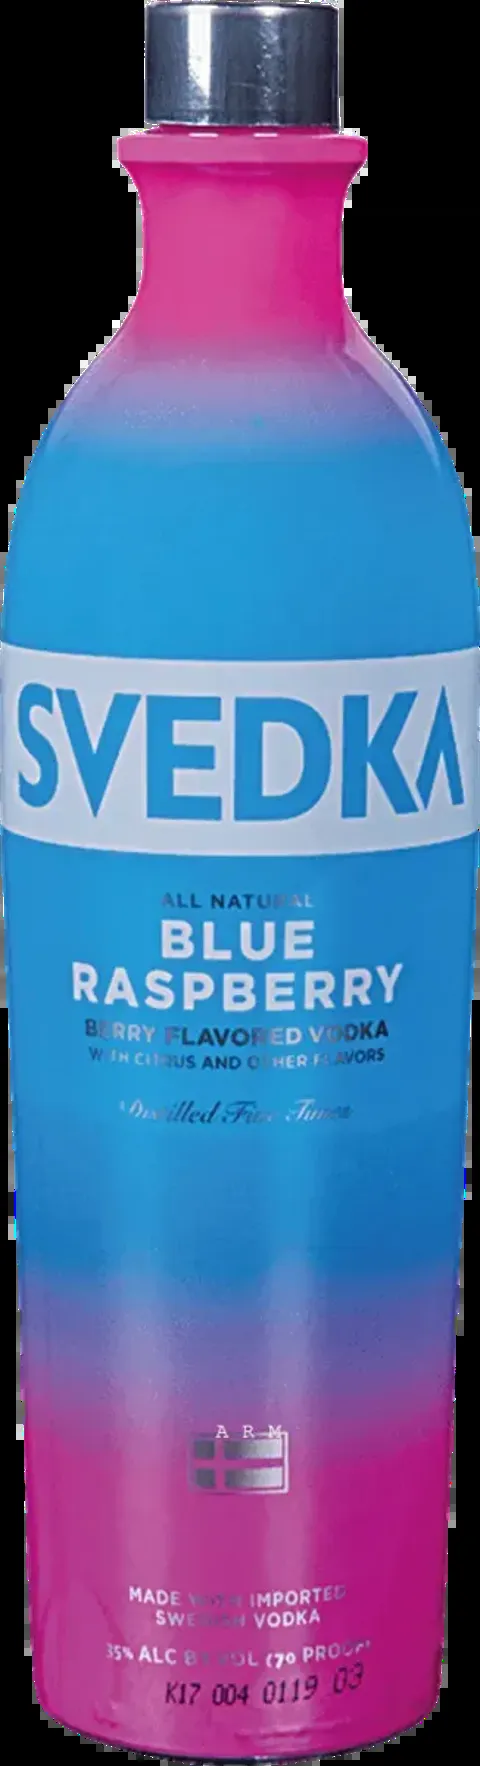 SVEDKA
ALL NATURAL
BLUE
RASPBERRY
BERRY FLAVORED VODKA
WITH CITRUS AND OTHER FLAVORS
Distilled Five Times
ARM
MADE WITH IMPORTED
SWEDISH VODKA
35% ALC BY VOL (70 PROOF)
K17 004 0119 03